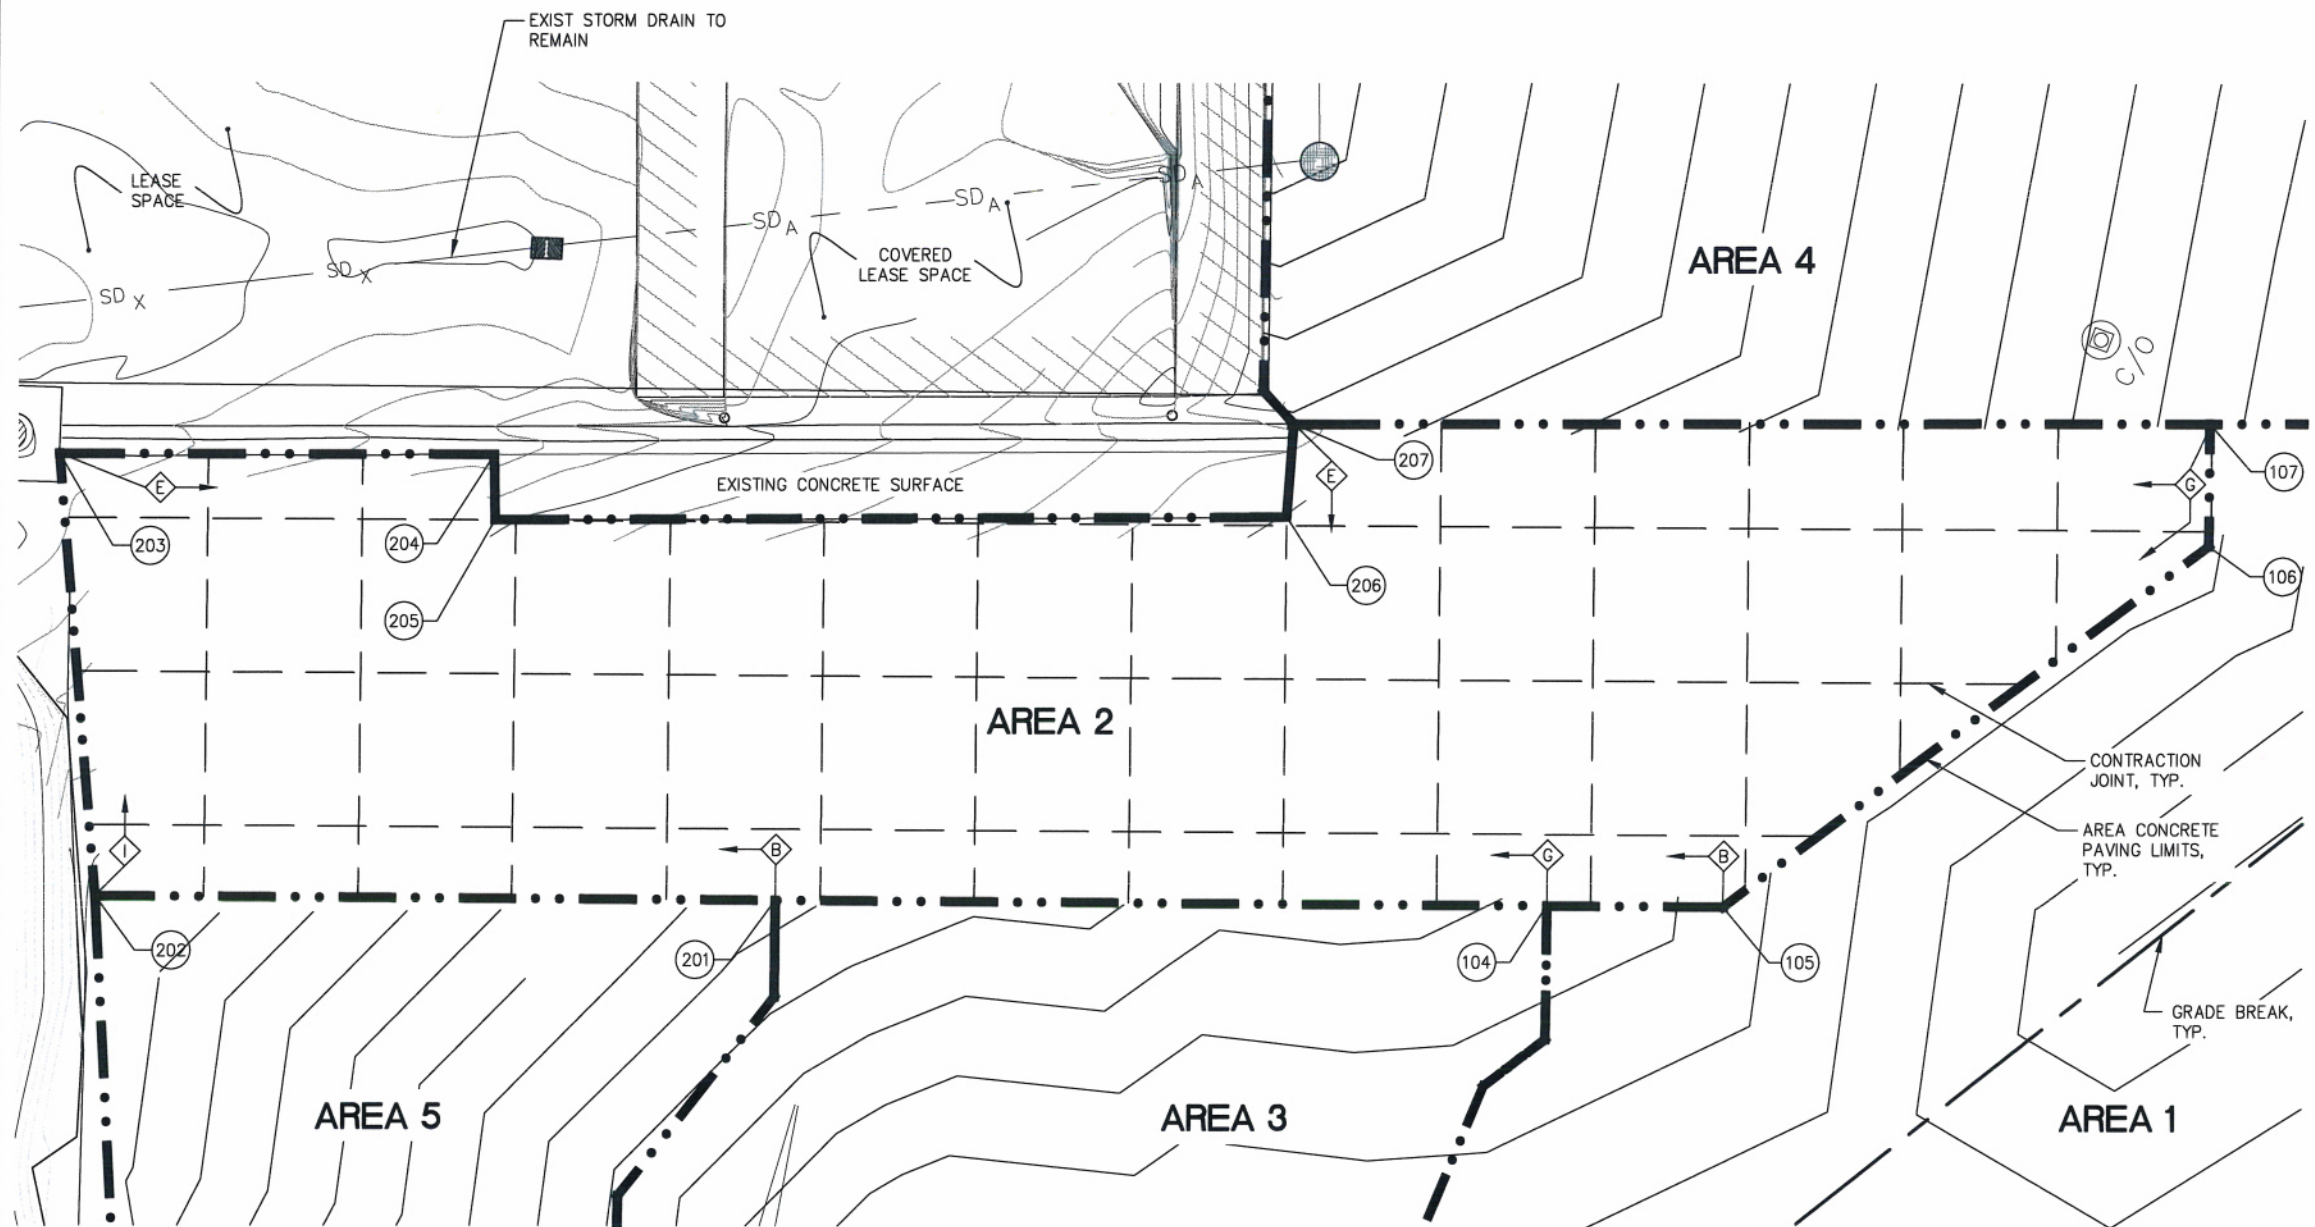 EXIST STORM DRAIN TO
REMAIN
LEASE
SPACE
SD A
SD A
A
COVERED
LEASE SPACE
SD X
SD X
AREA 4
C/O
207
E
107
G
E
EXISTING CONCRETE SURFACE
203
204
106
206
205
AREA 2
CONTRACTION
JOINT, TYP.
AREA CONCRETE
PAVING LIMITS,
TYP.
I
B
G
B
202
201
104
105
GRADE BREAK,
TYP.
AREA 5
AREA 3
AREA 1